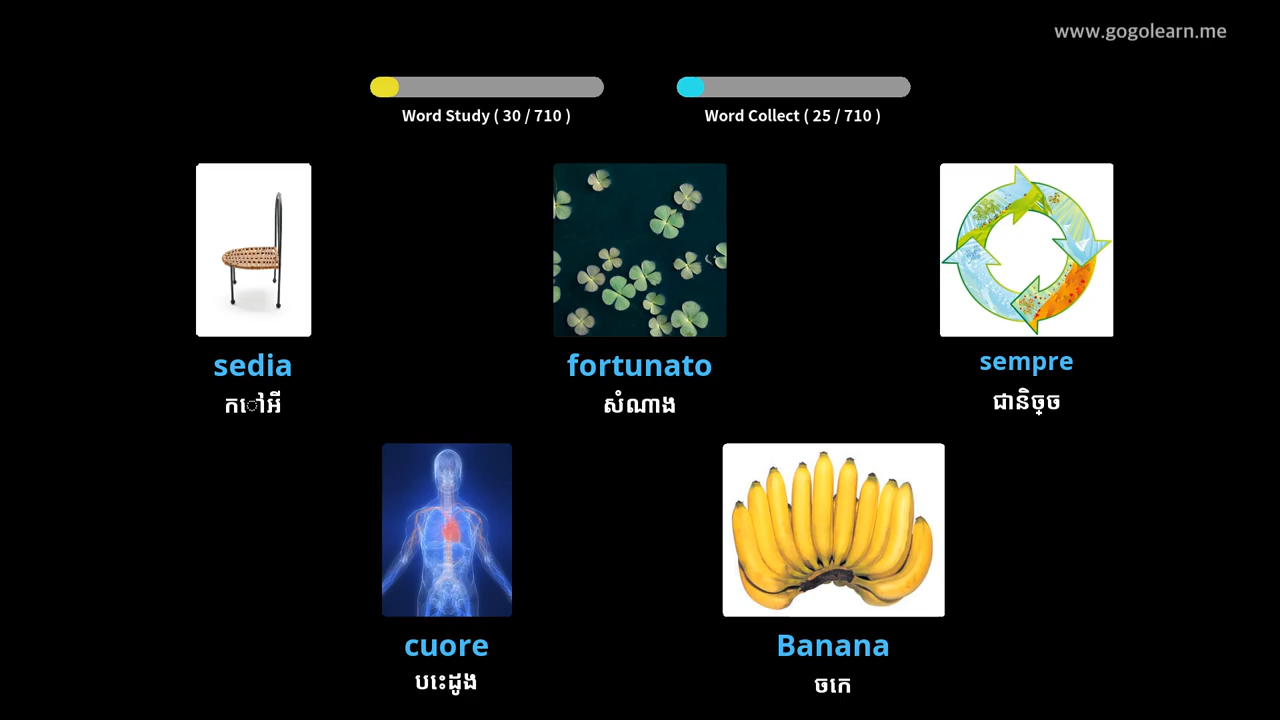 www.gogolearn.me
Word Study ( 30 / 710 )
Word Collect ( 25 / 710 )
sedia
កៅអី
fortunato
សំណាង
sempre
ជានិច្ច
cuore
បេះដូង
Banana
ចេក